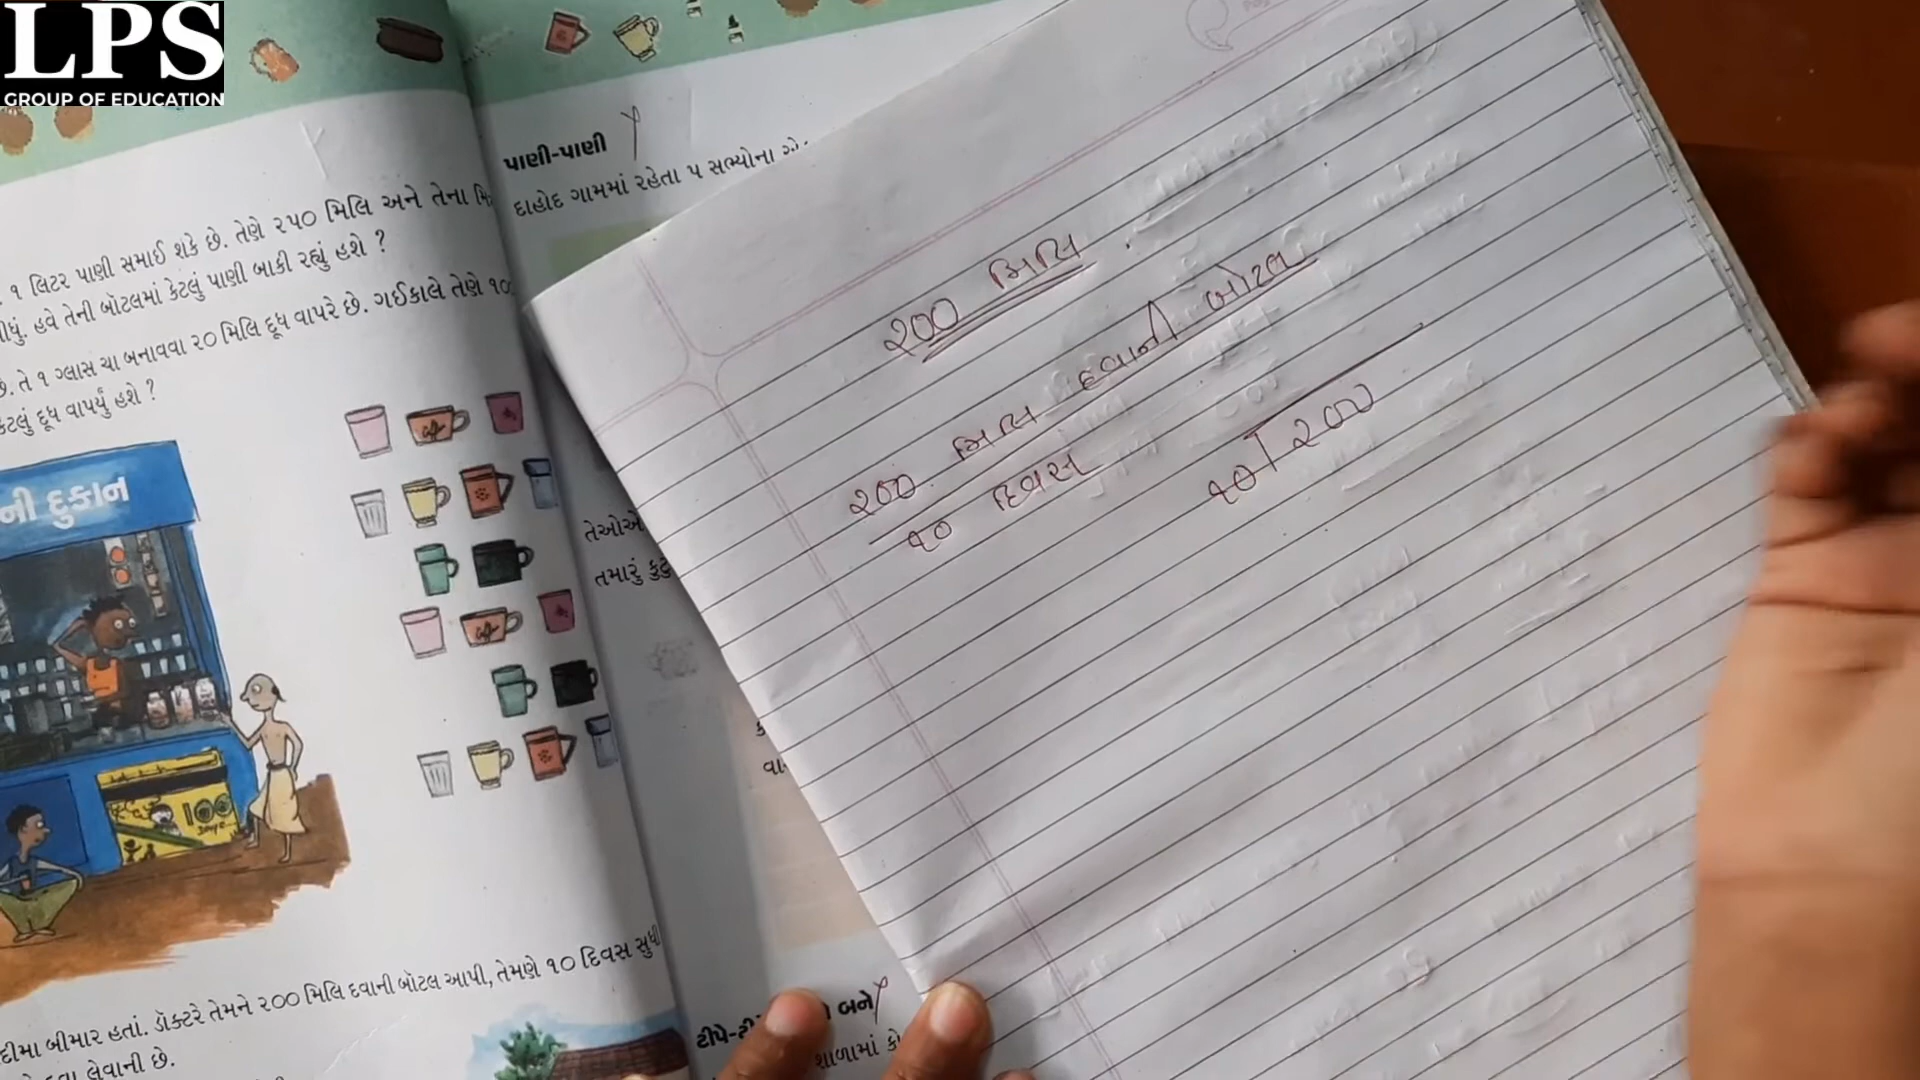 LPS
GROUP OF EDUCATION
૧ લિટર પાણી સમાઈ શકે છે. તેણે ૨૫૦ મિલિ અને તેના
હવે તેની બૉટલમાં કેટલું પાણી બાકી રહ્યું હશે ?
છે. તે ૧ ગ્લાસ ચા બનાવવા ૨૦ મિલિ દૂધ વાપરે છે. ગઈકાલે તેણે
કેટલું દૂધ વાપર્યું હશે ?
ની દુકાન
100
બીમાર હતાં. ડૉક્ટરે તેમને ૨૦૦ મિલિ દવાની બૉટલ આપી, તેમણે ૧૦ દિવસ સુધી
લેવાની છે.
પાણી-પાણી
દાહોદ ગામમાં રહેતા ૫ સભ્યોના
તેઓએ
તમારું
બને
શાળામાં
૨૦૦ મિલિ
૨૦૦ મિલિ દવાની બોટલ
૧૦ દિવસ
૧૦ ૨૦૦